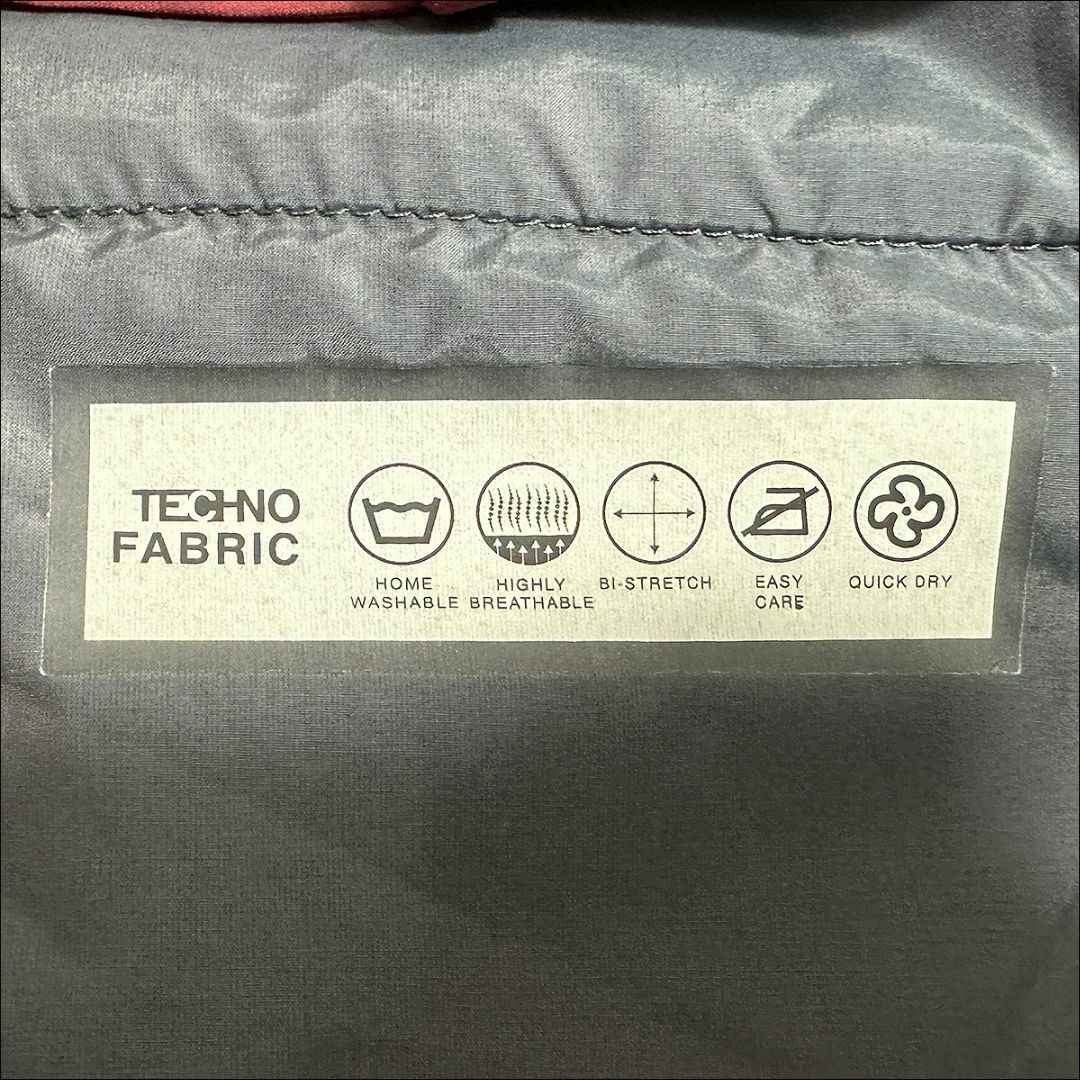 TECHNO
FABRIC
HOME
WASHABLE
HIGHLY
BREATHABLE
BI-STRETCH
EASY
CARE
QUICK DRY